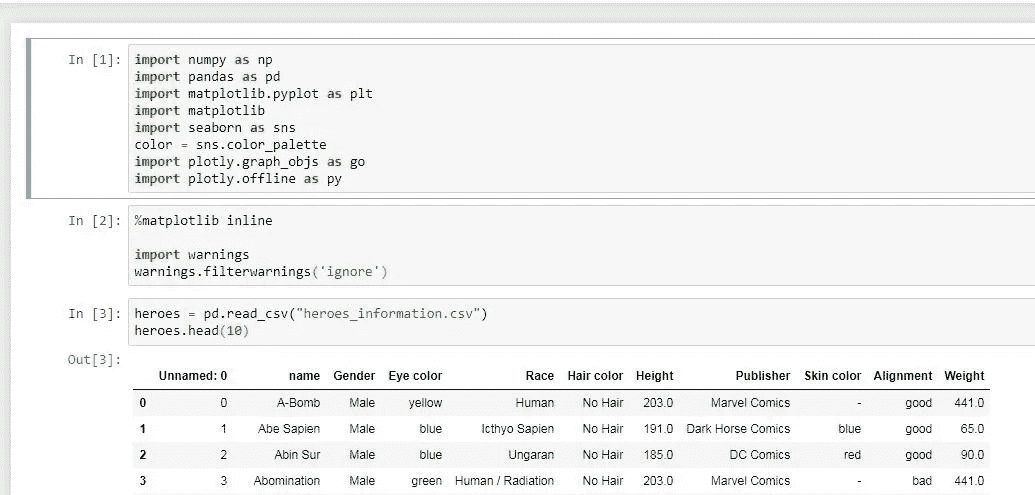 In [1]: import numpy as np
import pandas as pd
import matplotlib.pyplot as plt
import matplotlib
import seaborn as sns
color = sns.color_palette
import plotly.graph_objs as go
import plotly.offline as py
In [2]: %matplotlib inline
import warnings
warnings.filterwarnings('ignore')
In [3]: heroes = pd.read_csv("heroes_information.csv")
heroes.head(10)
Out[3]:
Unnamed: 0 name Gender Eye color Race Hair color Height Publisher Skin color Alignment Weight
0 0 A-Bomb Male yellow Human No Hair 203.0 Marvel Comics - good 441.0
1 1 Abe Sapien Male blue Icthyo Sapien No Hair 191.0 Dark Horse Comics blue good 65.0
2 2 Abin Sur Male blue Ungaran No Hair 185.0 DC Comics red good 90.0
3 3 Abomination Male green Human / Radiation No Hair 203.0 Marvel Comics - bad 441.0